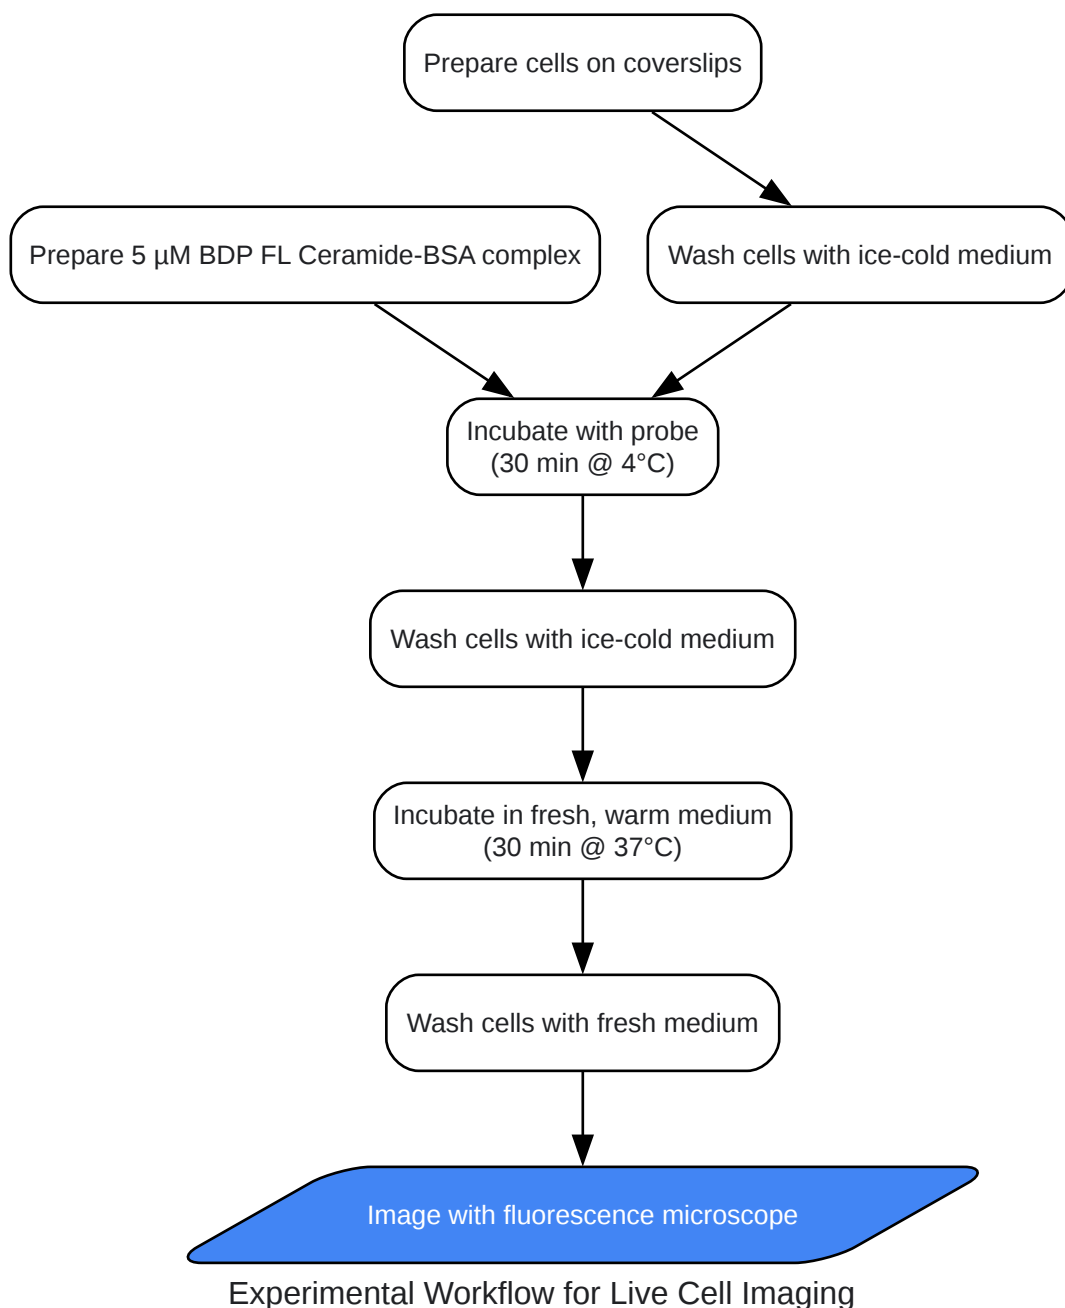 Prepare cells on coverslips
Prepare 5 µM BDP FL Ceramide-BSA complex
Wash cells with ice-cold medium
Incubate with probe
(30 min @ 4°C)
Wash cells with ice-cold medium
Incubate in fresh, warm medium
(30 min @ 37°C)
Wash cells with fresh medium
Image with fluorescence microscope
Experimental Workflow for Live Cell Imaging